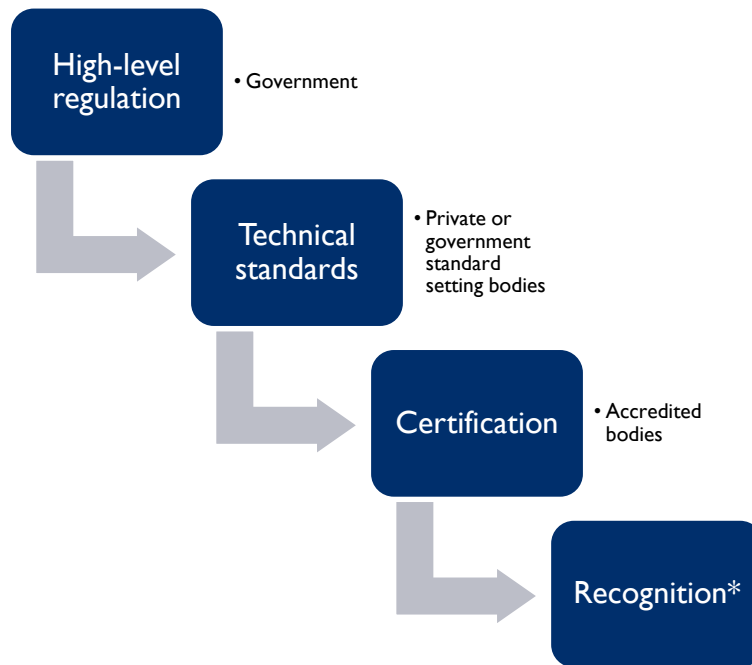 High-level
regulation
• Government
Technical
standards
• Private or
government
standard
setting bodies
Certification
• Accredited
bodies
Recognition*